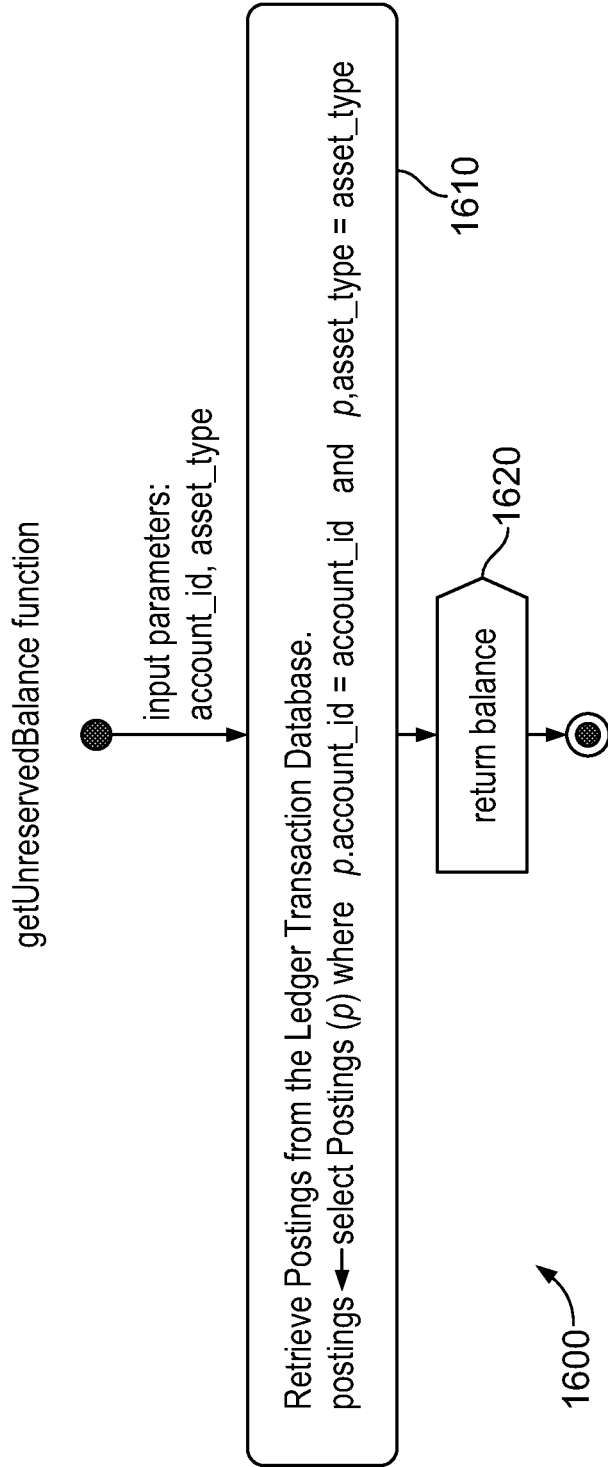 getUnreservedBalance function
input parameters:
account_id, asset_type
Retrieve Postings from the Ledger Transaction Database.
postings ← select Postings (p) where p.account_id = account_id and p,asset_type = asset_type
1610
return balance
1620
1600